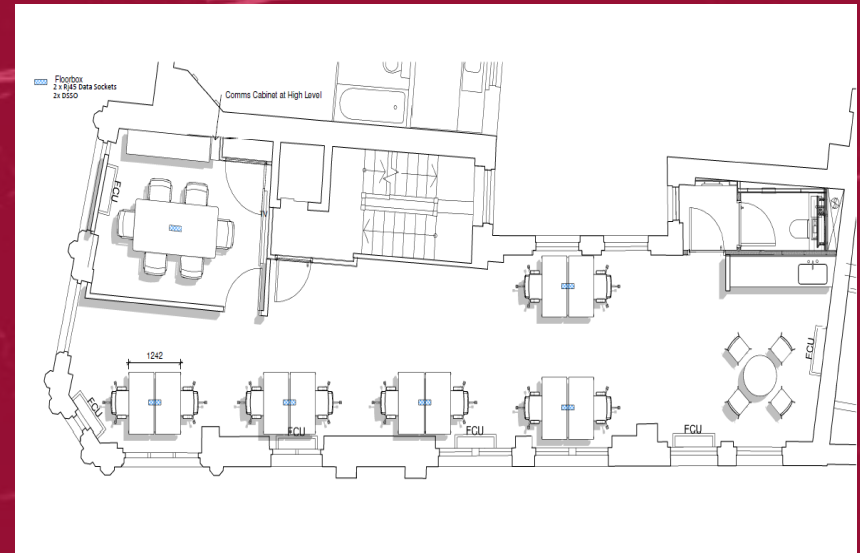 Floorbox
2 x Rj45 Data Sockets
2x DSSO
Comms Cabinet at High Level
FCU
1242
FCU
FCU
FCU
FCU
FCU